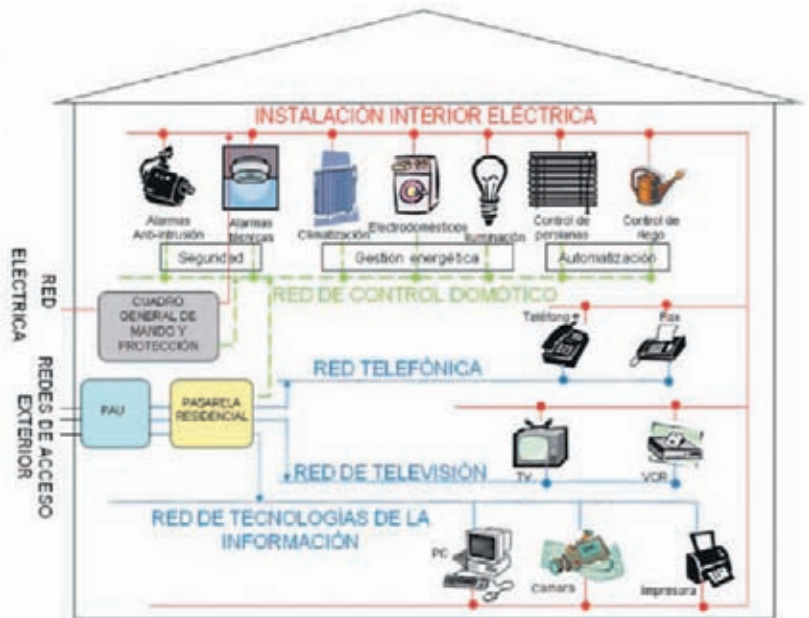 INSTALACIÓN INTERIOR ELÉCTRICA
Alarmas
Anti-intrusión
Alarmas
técnicas
Climatización
Electrodomésticos
Iluminación
Control de
persianas
Control de
riego
Seguridad
Gestión energética
Automatización
RED DE CONTROL DOMÓTICO
RED
ELÉCTRICA
CUADRO
GENERAL DE
MANDO Y
PROTECCIÓN
Teléfono
Fax
RED TELEFÓNICA
REDES DE ACCESO
EXTERIOR
PAU
PASARELA
RESIDENCIAL
TV
VCR
RED DE TELEVISIÓN
RED DE TECNOLOGÍAS DE LA
INFORMACIÓN
PC
Cámara
Impresora